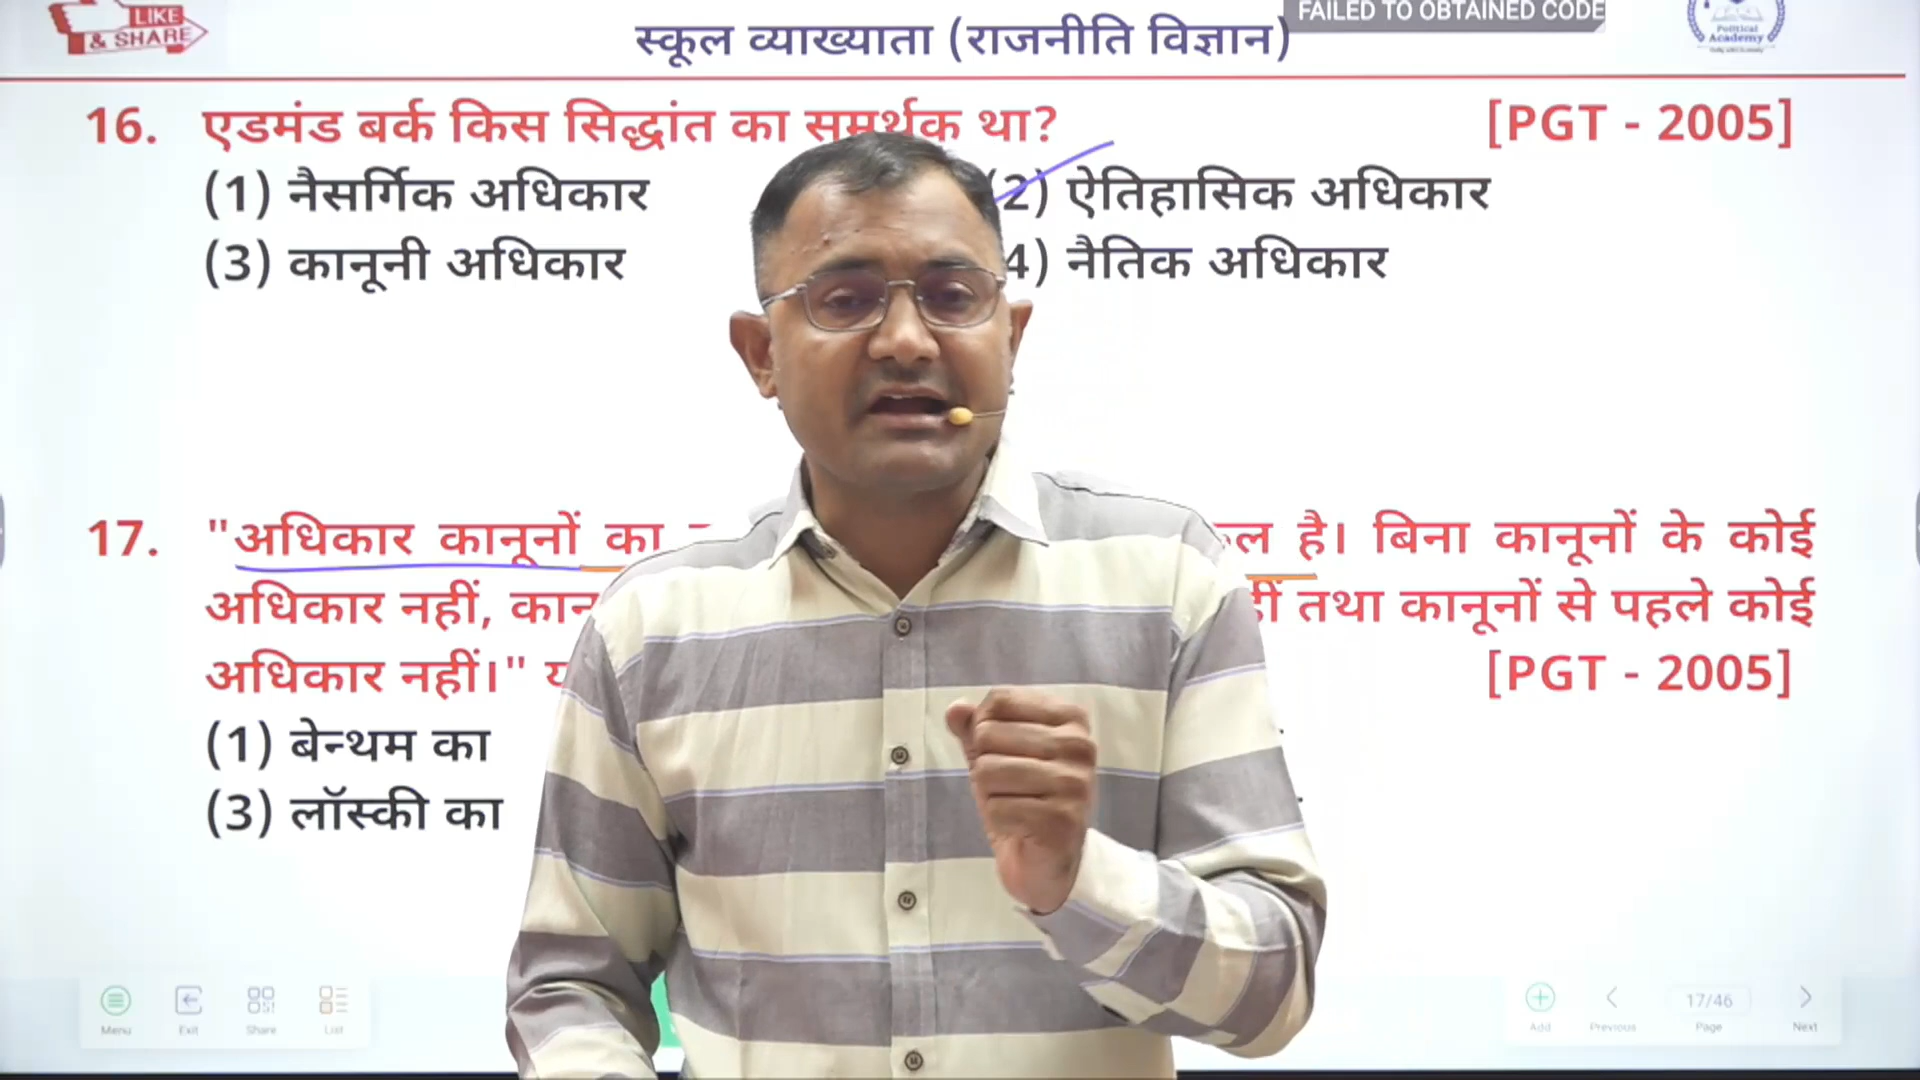 LIKE
& SHARE
स्कूल व्याख्याता (राजनीति विज्ञान)
FAILED TO OBTAINED CODE
Political
Academy
16. एडमंड बर्क किस सिद्धांत का समर्थक था? [PGT - 2005]
(1) नैसर्गिक अधिकार (2) ऐतिहासिक अधिकार
(3) कानूनी अधिकार 4) नैतिक अधिकार
17. "अधिकार कानूनों का है। बिना कानूनों के कोई
अधिकार नहीं, तथा कानूनों से पहले कोई
अधिकार नहीं।" [PGT - 2005]
(1) बेन्थम का
(3) लॉस्की का
Menu Exit Share List Add Previous 17/46 Page Next